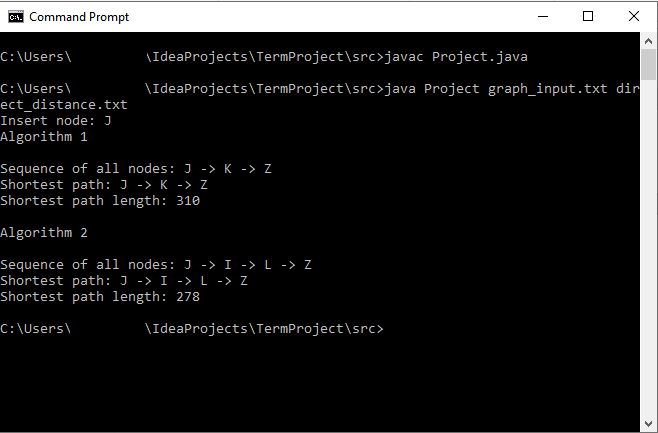 Command Prompt
C:\Users\ \IdeaProjects\TermProject\src>javac Project.java
C:\Users\ \IdeaProjects\TermProject\src>java Project graph_input.txt dir
ect_distance.txt
Insert node: J
Algorithm 1
Sequence of all nodes: J -> K -> Z
Shortest path: J -> K -> Z
Shortest path length: 310
Algorithm 2
Sequence of all nodes: J -> I -> L -> Z
Shortest path: J -> I -> L -> Z
Shortest path length: 278
C:\Users\ \IdeaProjects\TermProject\src>